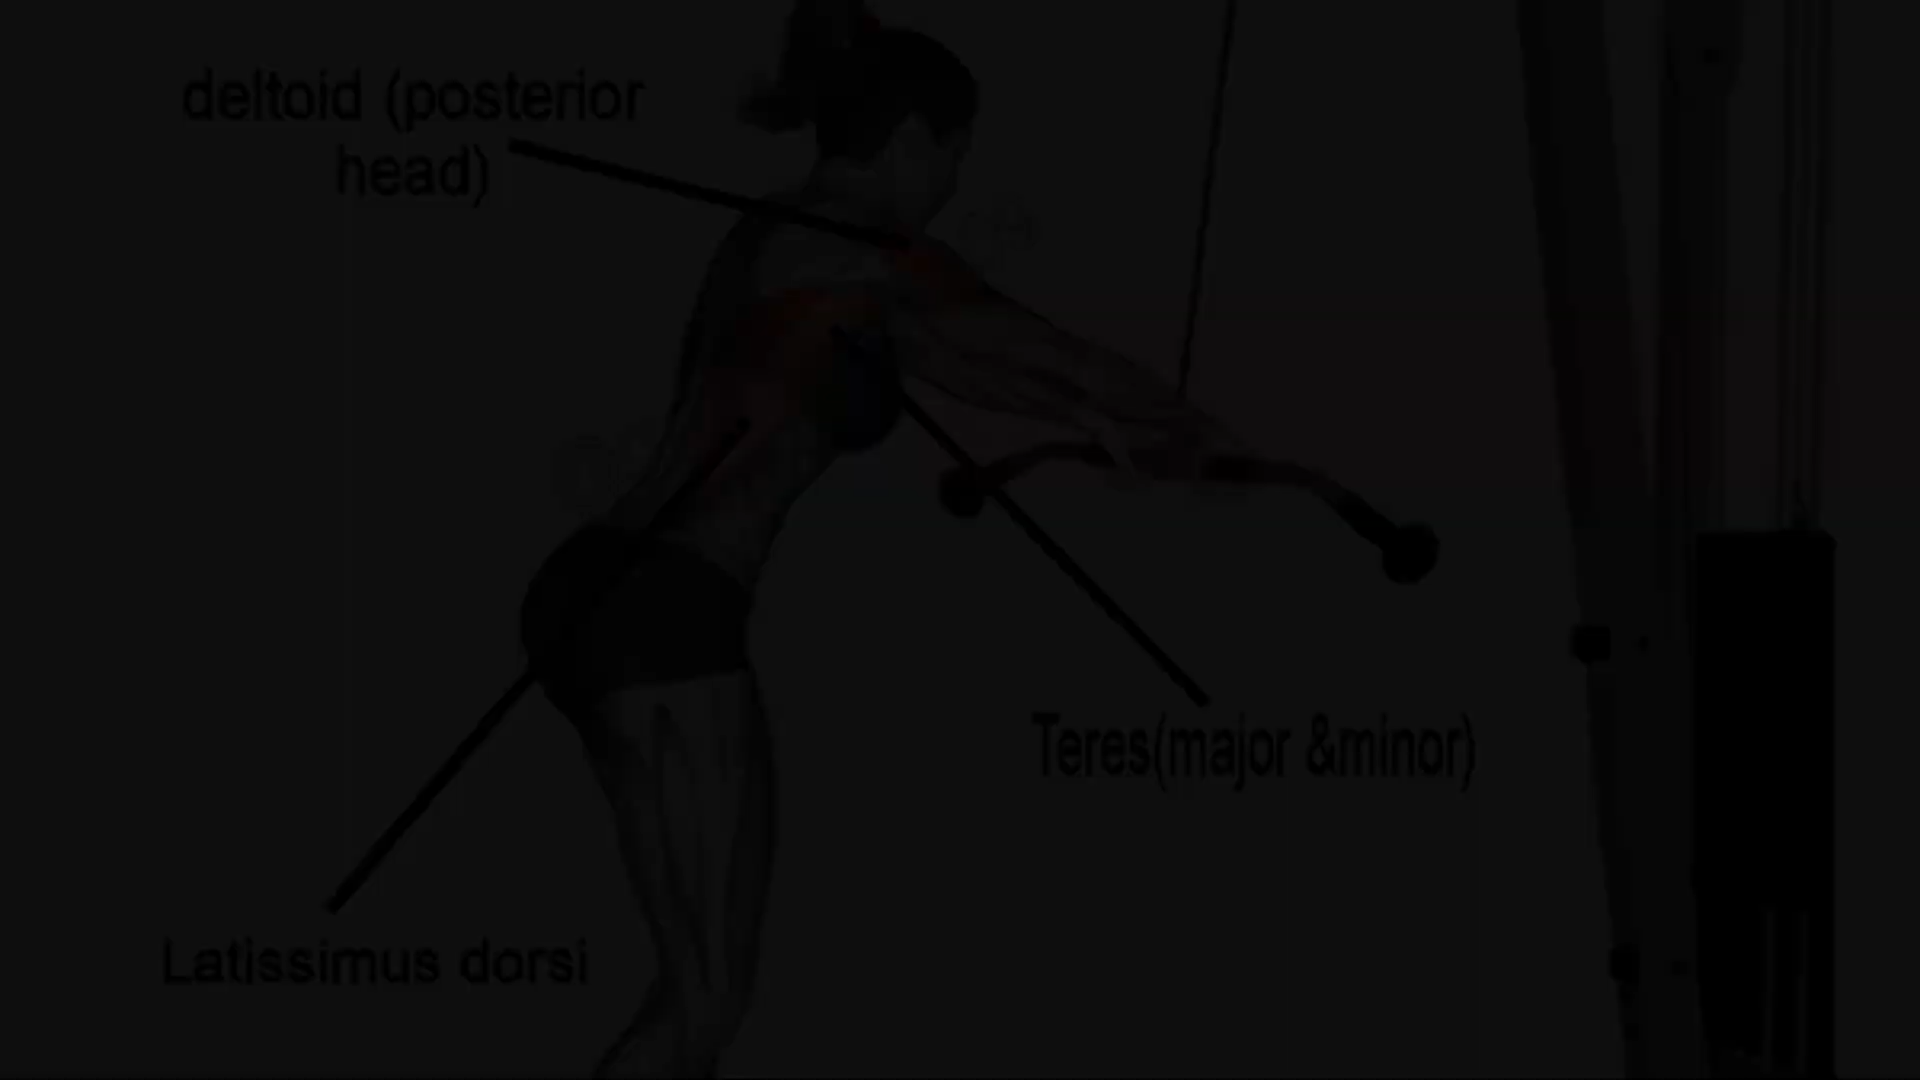 deltoid (posterior
head)
Teres(major &minor)
Latissimus dorsi